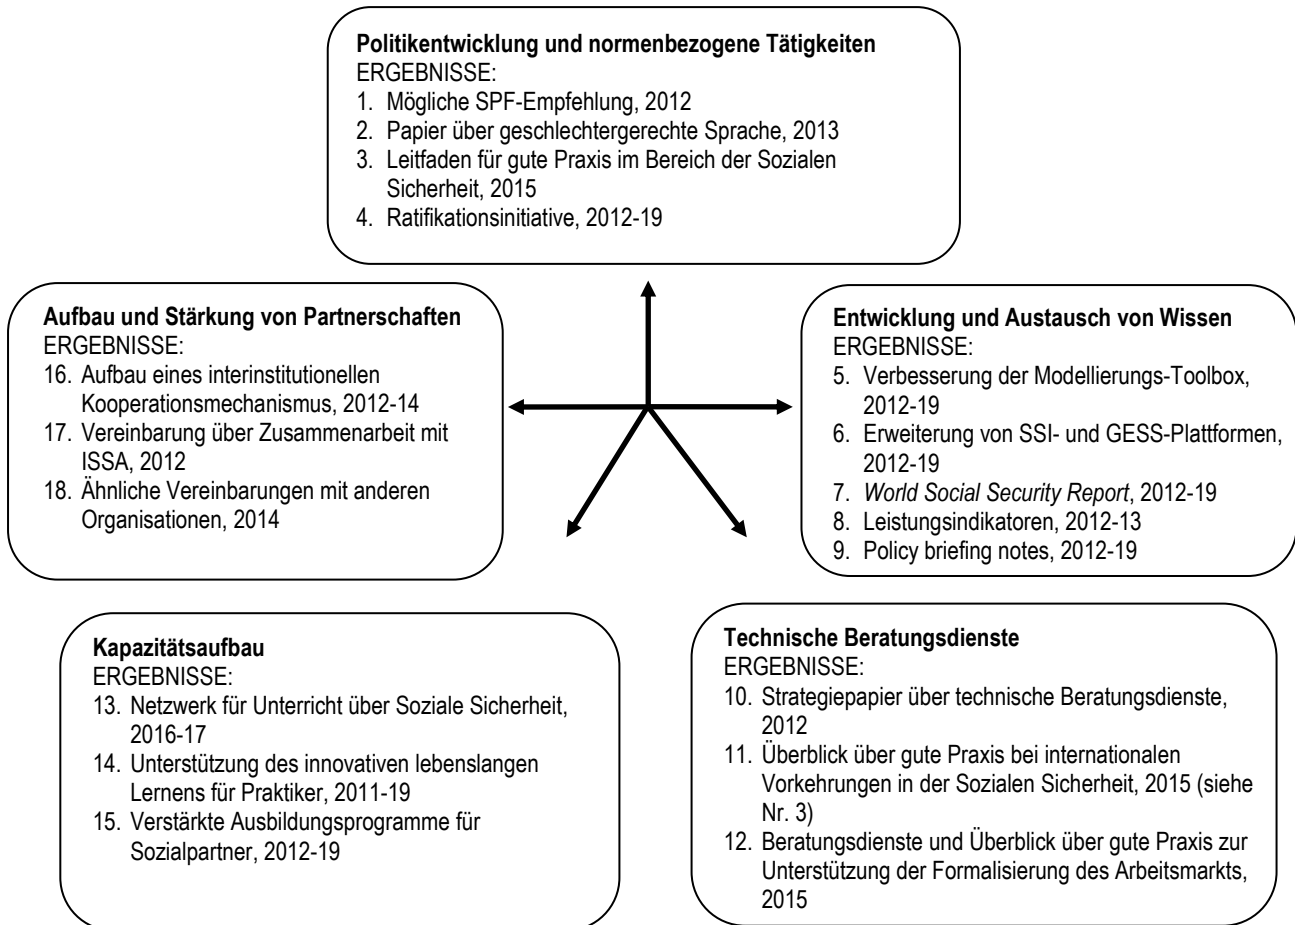 Politikentwicklung und normenbezogene Tätigkeiten
ERGEBNISSE:
1. Mögliche SPF-Empfehlung, 2012
2. Papier über geschlechtergerechte Sprache, 2013
3. Leitfaden für gute Praxis im Bereich der Sozialen
Sicherheit, 2015
4. Ratifikationsinitiative, 2012-19
Aufbau und Stärkung von Partnerschaften
ERGEBNISSE:
16. Aufbau eines interinstitutionellen
Kooperationsmechanismus, 2012-14
17. Vereinbarung über Zusammenarbeit mit
ISSA, 2012
18. Ähnliche Vereinbarungen mit anderen
Organisationen, 2014
Entwicklung und Austausch von Wissen
ERGEBNISSE:
5. Verbesserung der Modellierungs-Toolbox,
2012-19
6. Erweiterung von SSI- und GESS-Plattformen,
2012-19
7. World Social Security Report, 2012-19
8. Leistungsindikatoren, 2012-13
9. Policy briefing notes, 2012-19
Kapazitätsaufbau
ERGEBNISSE:
13. Netzwerk für Unterricht über Soziale Sicherheit,
2016-17
14. Unterstützung des innovativen lebenslangen
Lernens für Praktiker, 2011-19
15. Verstärkte Ausbildungsprogramme für
Sozialpartner, 2012-19
Technische Beratungsdienste
ERGEBNISSE:
10. Strategiepapier über technische Beratungsdienste,
2012
11. Überblick über gute Praxis bei internationalen
Vorkehrungen in der Sozialen Sicherheit, 2015 (siehe
Nr. 3)
12. Beratungsdienste und Überblick über gute Praxis zur
Unterstützung der Formalisierung des Arbeitsmarkts,
2015